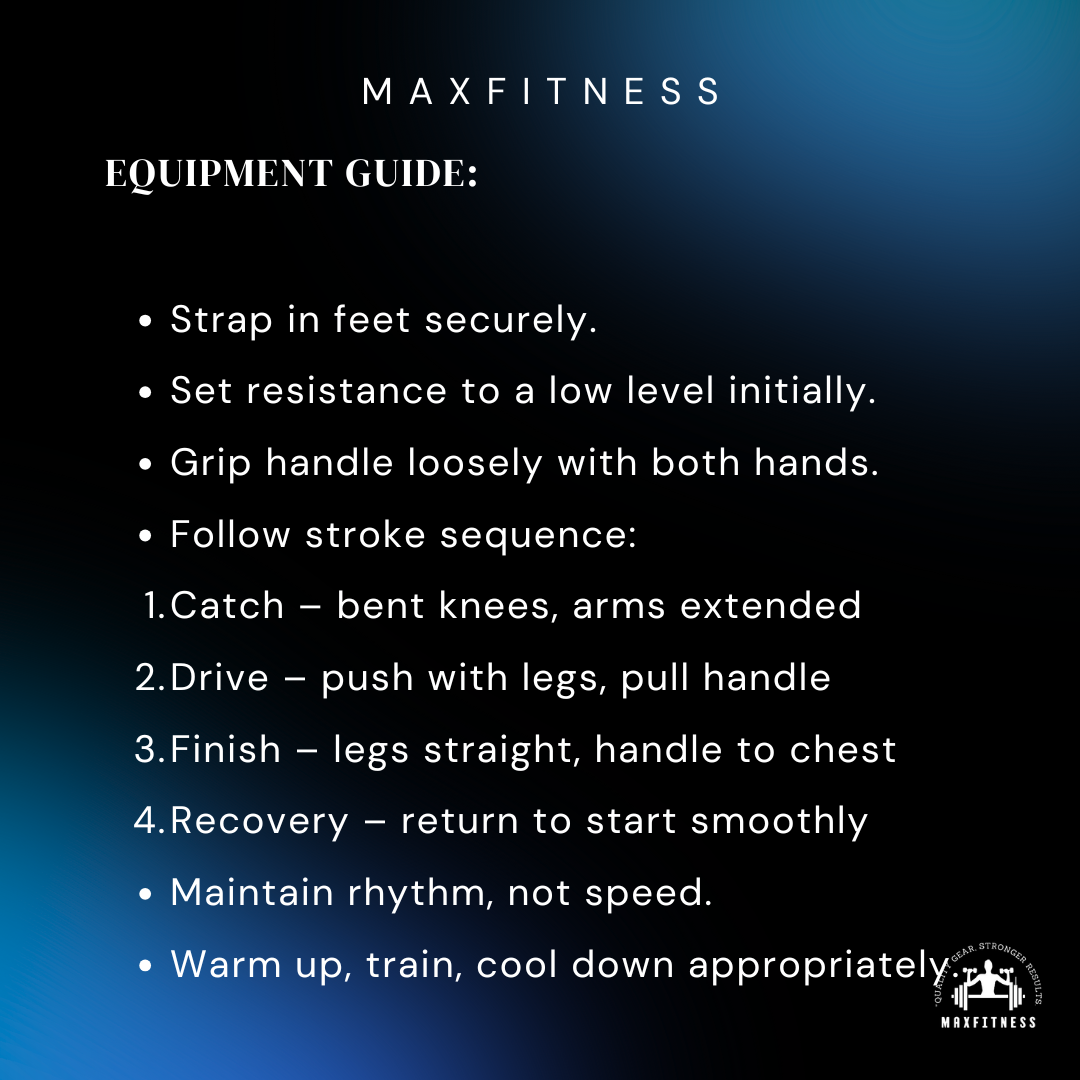 MAXFITNESS
EQUIPMENT GUIDE:
• Strap in feet securely.
• Set resistance to a low level initially.
• Grip handle loosely with both hands.
• Follow stroke sequence:
1. Catch – bent knees, arms extended
2. Drive – push with legs, pull handle
3. Finish – legs straight, handle to chest
4. Recovery – return to start smoothly
• Maintain rhythm, not speed.
• Warm up, train, cool down appropriately.
"QUALITY GEAR. STRONGER RESULTS
MAXFITNESS